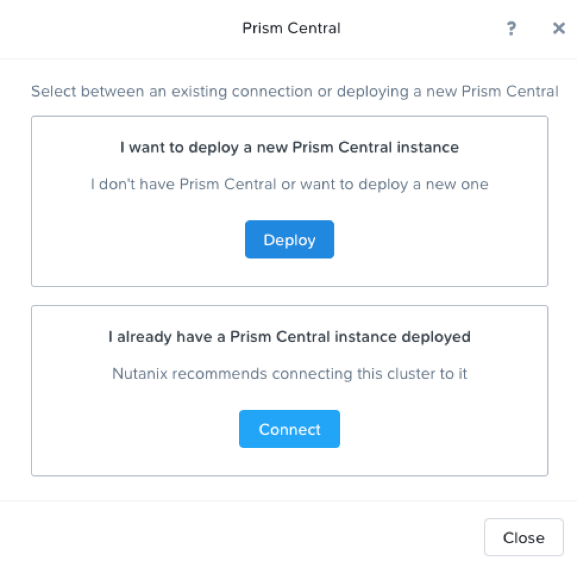 Prism Central
?
Select between an existing connection or deploying a new Prism Central
I want to deploy a new Prism Central instance
I don't have Prism Central or want to deploy a new one
Deploy
I already have a Prism Central instance deployed
Nutanix recommends connecting this cluster to it
Connect
Close